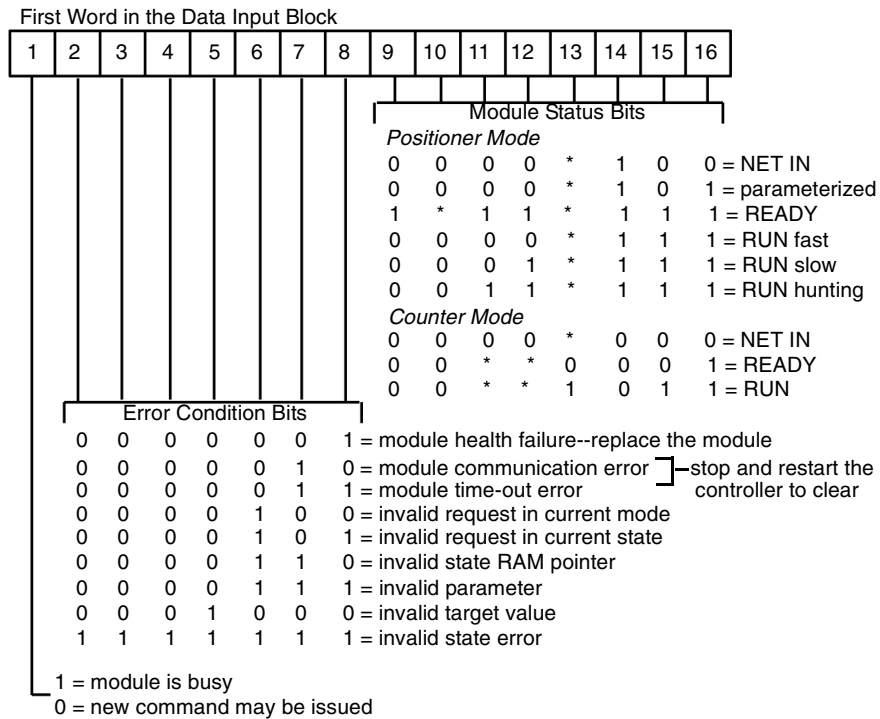 First Word in the Data Input Block
1 2 3 4 5 6 7 8 9 10 11 12 13 14 15 16
Module Status Bits
Positioner Mode
0 0 0 0 * 1 0 0 = NET IN
0 0 0 0 * 1 0 1 = parameterized
1 * 1 1 * 1 1 1 = READY
0 0 0 0 * 1 1 1 = RUN fast
0 0 0 1 * 1 1 1 = RUN slow
0 0 1 1 * 1 1 1 = RUN hunting
Counter Mode
0 0 0 0 * 0 0 0 = NET IN
0 0 * * 0 0 0 1 = READY
0 0 * * 1 0 1 1 = RUN
Error Condition Bits
0 0 0 0 0 0 1 = module health failure--replace the module
0 0 0 0 0 1 0 = module communication error stop and restart the
0 0 0 0 0 1 1 = module time-out error controller to clear
0 0 0 0 1 0 0 = invalid request in current mode
0 0 0 0 1 0 1 = invalid request in current state
0 0 0 0 1 1 0 = invalid state RAM pointer
0 0 0 0 1 1 1 = invalid parameter
0 0 0 1 0 0 0 = invalid target value
1 1 1 1 1 1 1 = invalid state error
1 = module is busy
0 = new command may be issued